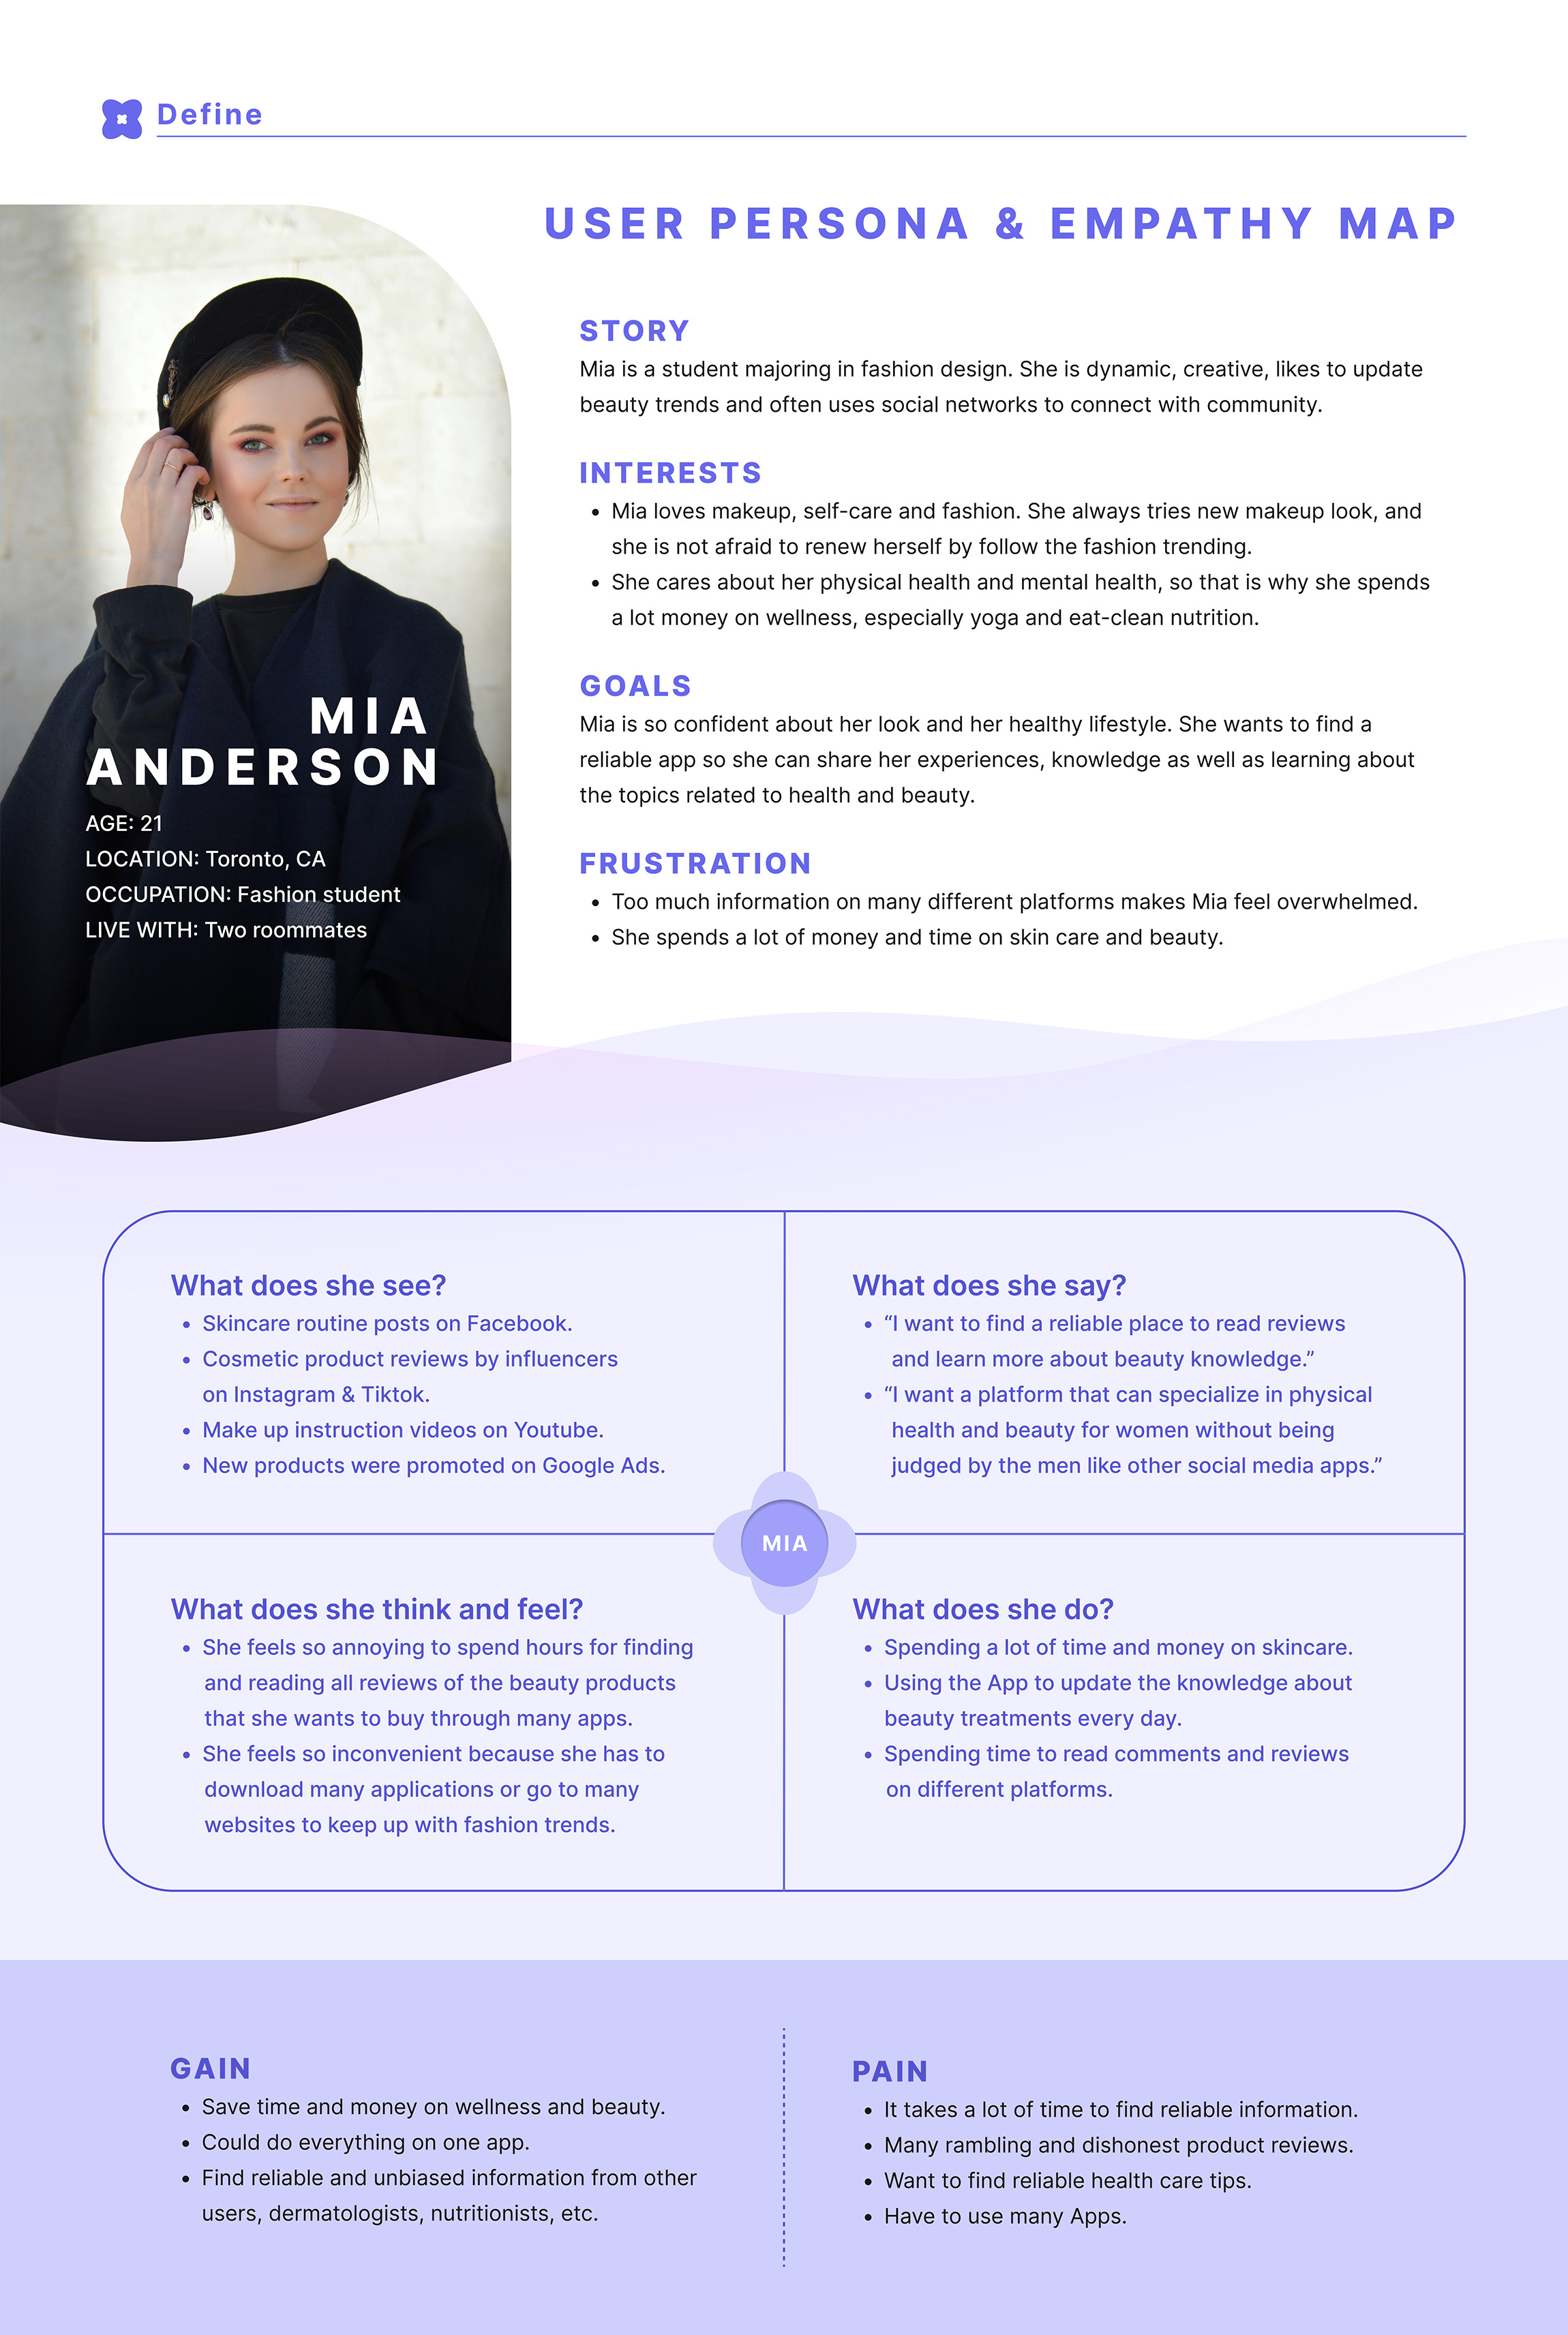 Define
USER PERSONA & EMPATHY MAP
MIA
ANDERSON
AGE: 21
LOCATION: Toronto, CA
OCCUPATION: Fashion student
LIVE WITH: Two roommates
STORY
Mia is a student majoring in fashion design. She is dynamic, creative, likes to update
beauty trends and often uses social networks to connect with community.
INTERESTS
• Mia loves makeup, self-care and fashion. She always tries new makeup look, and
she is not afraid to renew herself by follow the fashion trending.
• She cares about her physical health and mental health, so that is why she spends
a lot money on wellness, especially yoga and eat-clean nutrition.
GOALS
Mia is so confident about her look and her healthy lifestyle. She wants to find a
reliable app so she can share her experiences, knowledge as well as learning about
the topics related to health and beauty.
FRUSTRATION
• Too much information on many different platforms makes Mia feel overwhelmed.
• She spends a lot of money and time on skin care and beauty.
What does she see?
• Skincare routine posts on Facebook.
• Cosmetic product reviews by influencers
on Instagram & Tiktok.
• Make up instruction videos on Youtube.
• New products were promoted on Google Ads.
What does she say?
• “I want to find a reliable place to read reviews
and learn more about beauty knowledge.”
• “I want a platform that can specialize in physical
health and beauty for women without being
judged by the men like other social media apps.”
MIA
What does she think and feel?
• She feels so annoying to spend hours for finding
and reading all reviews of the beauty products
that she wants to buy through many apps.
• She feels so inconvenient because she has to
download many applications or go to many
websites to keep up with fashion trends.
What does she do?
• Spending a lot of time and money on skincare.
• Using the App to update the knowledge about
beauty treatments every day.
• Spending time to read comments and reviews
on different platforms.
GAIN
• Save time and money on wellness and beauty.
• Could do everything on one app.
• Find reliable and unbiased information from other
users, dermatologists, nutritionists, etc.
PAIN
• It takes a lot of time to find reliable information.
• Many rambling and dishonest product reviews.
• Want to find reliable health care tips.
• Have to use many Apps.